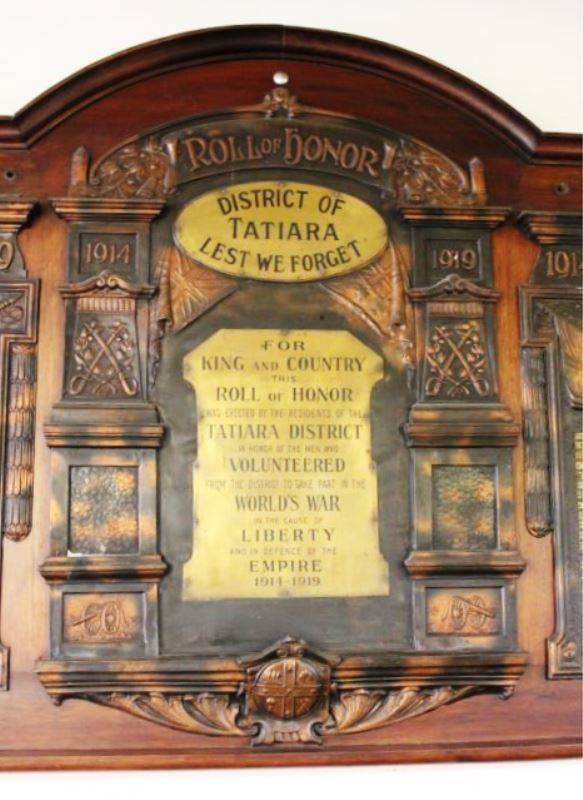 ROLL OF HONOR
DISTRICT OF
TATIARA
LEST WE FORGET
1914
1919
FOR
KING AND COUNTRY
THIS
ROLL OF HONOR
WAS ERECTED BY THE RESIDENTS OF THE
TATIARA DISTRICT
IN HONOR OF THE MEN WHO
VOLUNTEERED
FROM THE DISTRICT TO TAKE PART IN THE
WORLD'S WAR
IN THE CAUSE OF
LIBERTY
AND IN DEFENCE OF THE
EMPIRE
1914-1919